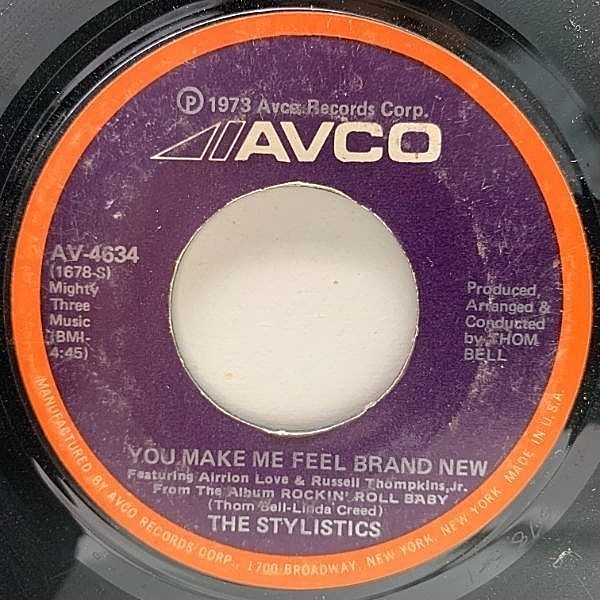 Ⓟ 1973 Avco Records Corp.
AVCO
AV-4634
(1678-S)
Mighty
Three
Music
(BMI-
4:45)
Produced,
Arranged &
Conducted
by THOM
BELL
YOU MAKE ME FEEL BRAND NEW
Featuring Airrion Love & Russell Thompkins, Jr.
From The Album ROCKIN' ROLL BABY
(Thom Bell-Linda Creed)
THE STYLISTICS
MANUFACTURED BY AVCO RECORDS CORP., 1700 BROADWAY, NEW YORK, NEW YORK. MADE IN U.S.A.